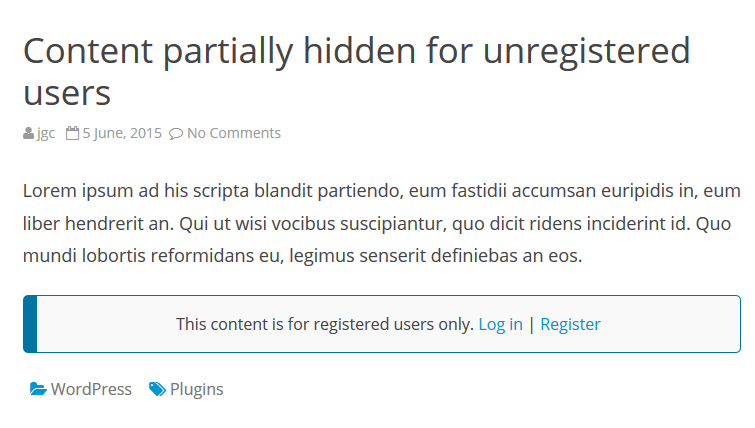 Content partially hidden for unregistered
users
jgc 5 June, 2015 No Comments
Lorem ipsum ad his scripta blandit partiendo, eum fastidii accumsan euripidis in, eum
liber hendrerit an. Qui ut wisi vocibus suscipiantur, quo dicit ridens inciderint id. Quo
mundi lobortis reformidans eu, legimus senserit definiebas an eos.
This content is for registered users only. Log in | Register
WordPress Plugins